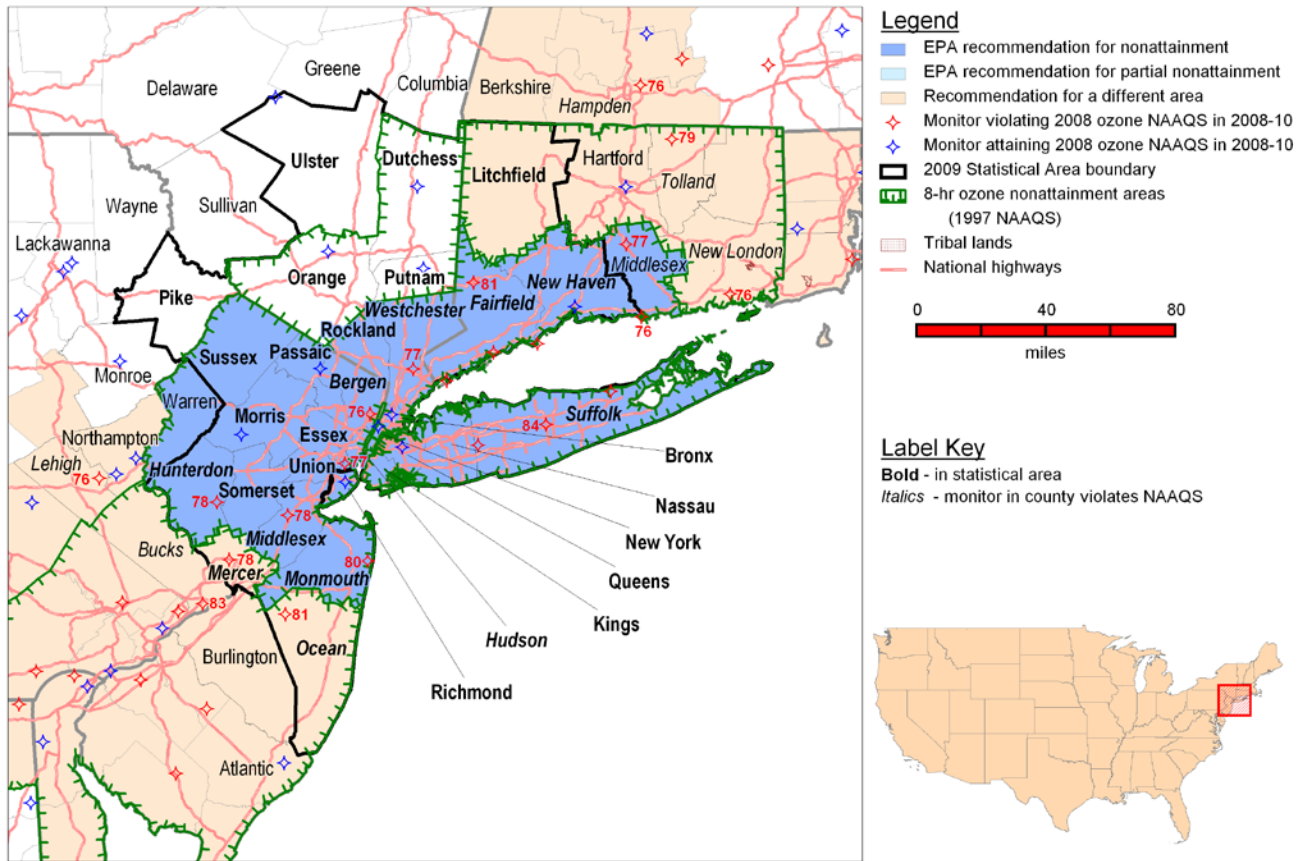 Greene
Columbia
Berkshire
Delaware
Hampden
76
79
Ulster
Dutchess
Litchfield
Hartford
Tolland
Wayne
Sullivan
Lackawanna
77
New London
Middlesex
Orange
Putnam
81
New Haven
Fairfield
76
Pike
Westchester
76
Rockland
Sussex
Passaic
77
Monroe
Bergen
Warren
Morris
76
Suffolk
84
Northampton
Essex
Bronx
Lehigh
76
Hunterdon
Union
77
Somerset
78
Nassau
78
Middlesex
New York
Bucks
78
Mercer
80
Monmouth
Queens
83
81
Kings
Ocean
Hudson
Burlington
Richmond
Atlantic
Legend
EPA recommendation for nonattainment
EPA recommendation for partial nonattainment
Recommendation for a different area
Monitor violating 2008 ozone NAAQS in 2008-10
Monitor attaining 2008 ozone NAAQS in 2008-10
2009 Statistical Area boundary
8-hr ozone nonattainment areas
(1997 NAAQS)
Tribal lands
National highways
0 20 40 60 80
miles
Label Key
Bold - in statistical area
Italics - monitor in county violates NAAQS